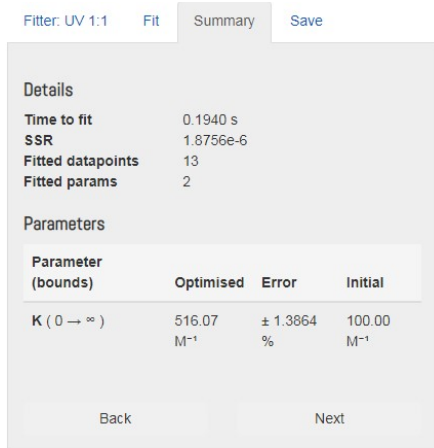 Fitter: UV 1:1 Fit Summary Save
Details
Time to fit 0.1940 s
SSR 1.8756e-6
Fitted datapoints 13
Fitted params 2
Parameters
Parameter
(bounds) Optimised Error Initial
K ( 0 → ∞ ) 516.07 ± 1.3864 100.00
M⁻¹ % M⁻¹
Back Next